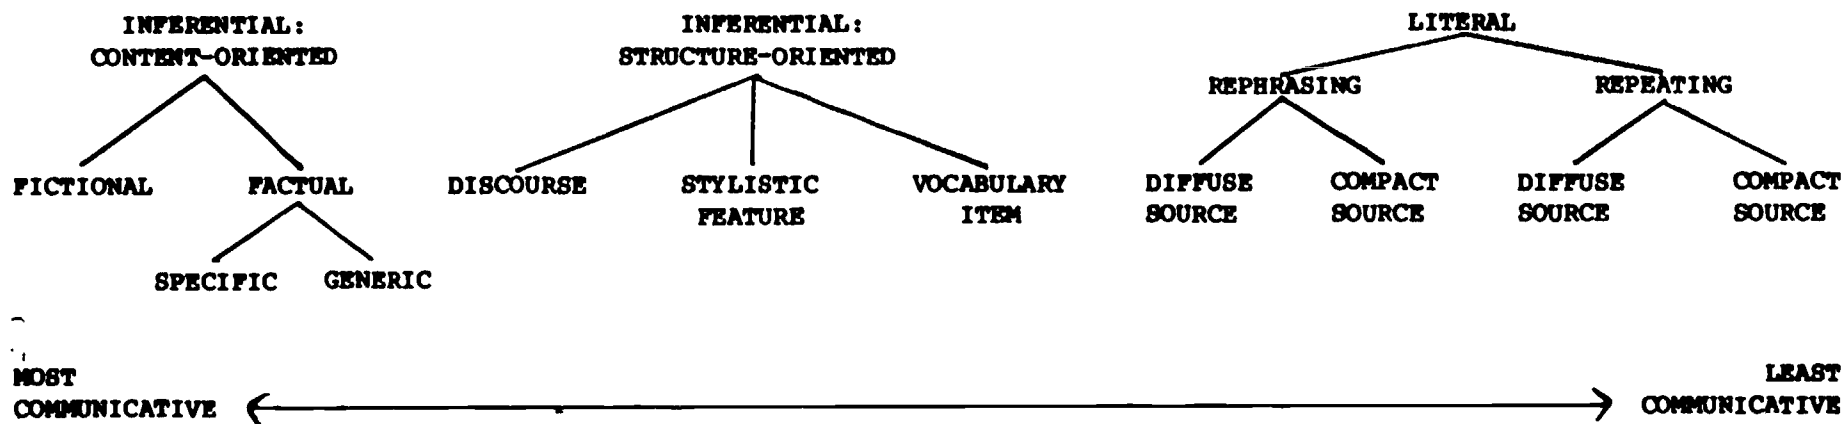 INFERENTIAL:
CONTENT-ORIENTED
INFERENTIAL:
STRUCTURE-ORIENTED
LITERAL
REPHRASING
REPEATING
FICTIONAL
FACTUAL
DISCOURSE
STYLISTIC
FEATURE
VOCABULARY
ITEM
DIFFUSE
SOURCE
COMPACT
SOURCE
DIFFUSE
SOURCE
COMPACT
SOURCE
SPECIFIC
GENERIC
MOST
COMMUNICATIVE
LEAST
COMMUNICATIVE